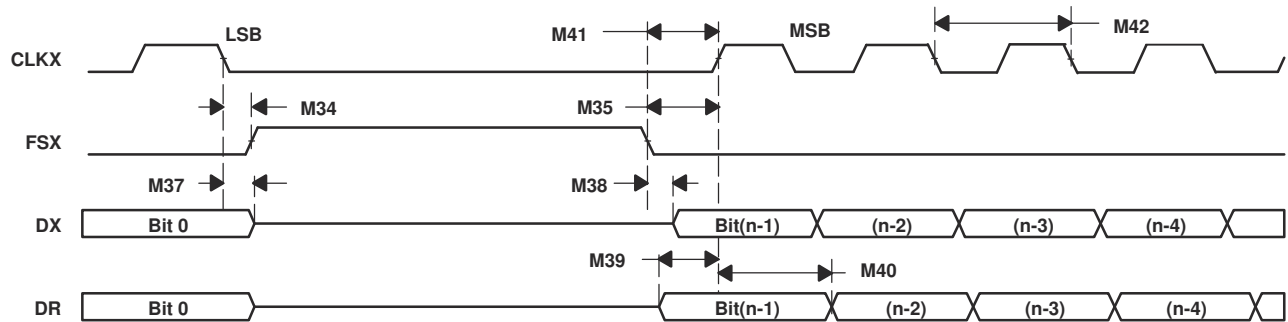 LSB M41 MSB M42
CLKX
M34 M35
FSX
M37 M38
DX Bit 0 Bit(n-1) (n-2) (n-3) (n-4)
M39 M40
DR Bit 0 Bit(n-1) (n-2) (n-3) (n-4)